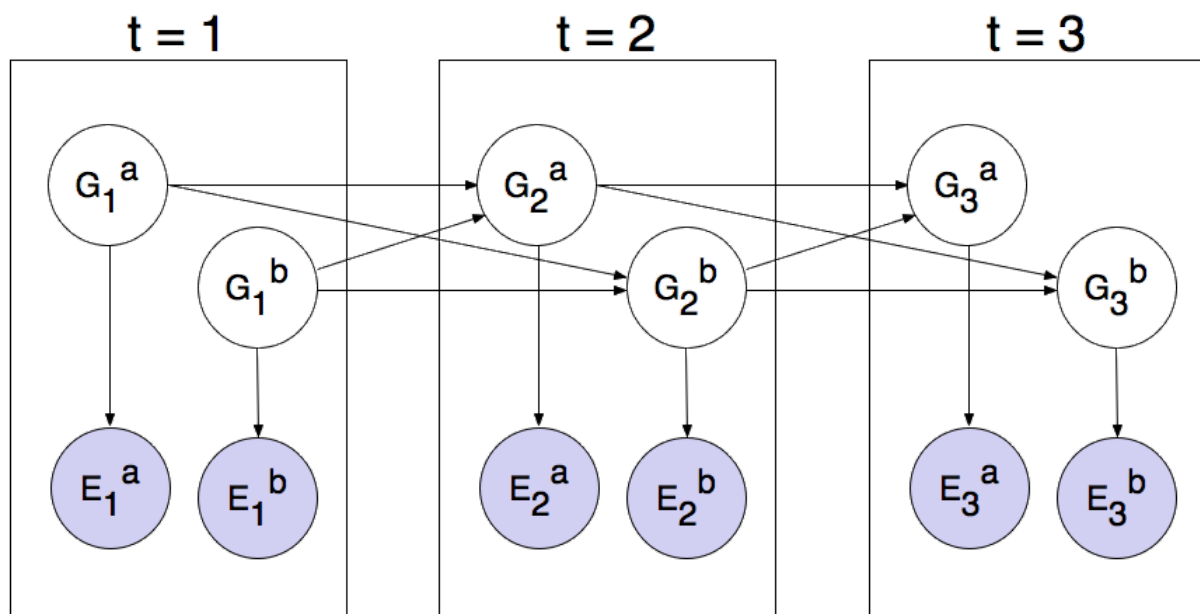 t = 1 t = 2 t = 3
G₁ᵃ G₂ᵃ G₃ᵃ
G₁ᵇ G₂ᵇ G₃ᵇ
E₁ᵃ E₁ᵇ E₂ᵃ E₂ᵇ E₃ᵃ E₃ᵇ